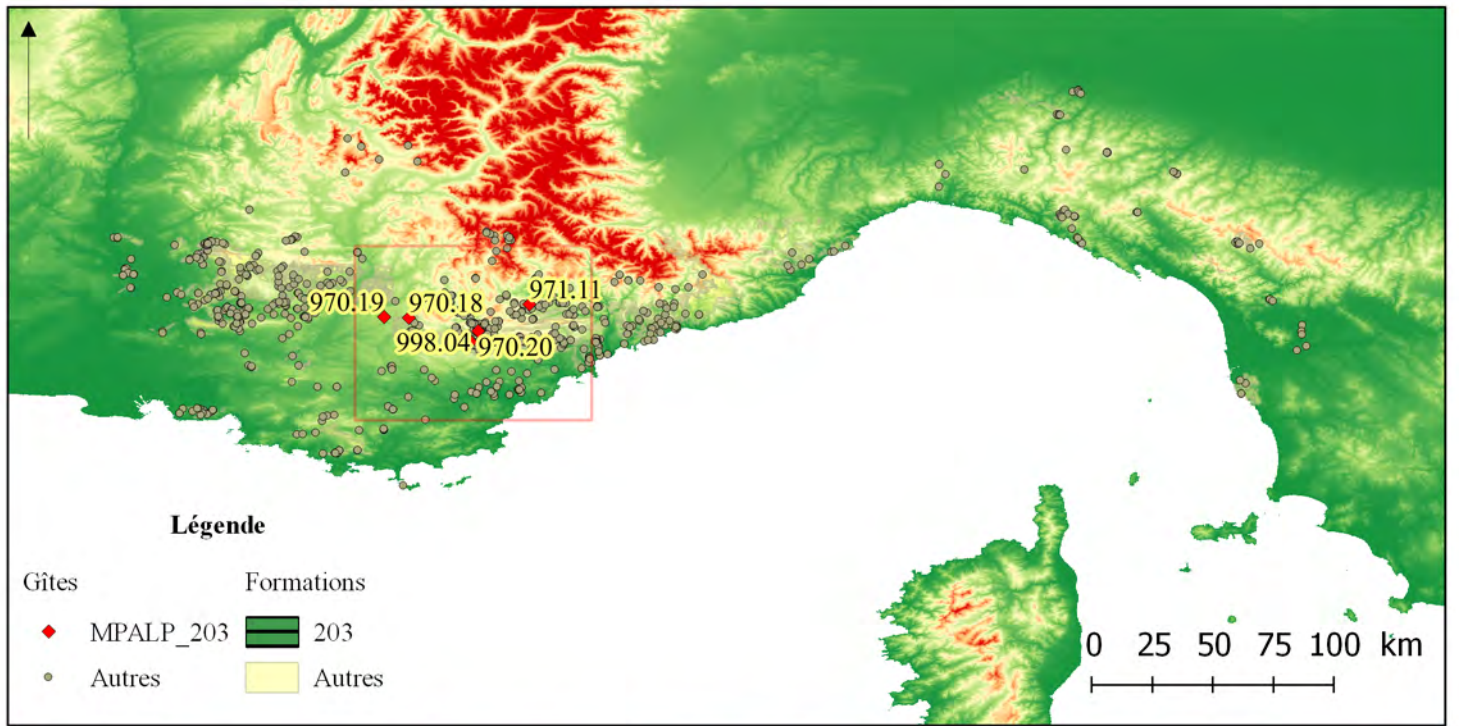 971.11
970.19
970.18
998.04
970.20
Légende
Gîtes Formations
MPALP_203 203
Autres Autres
0 25 50 75 100 km